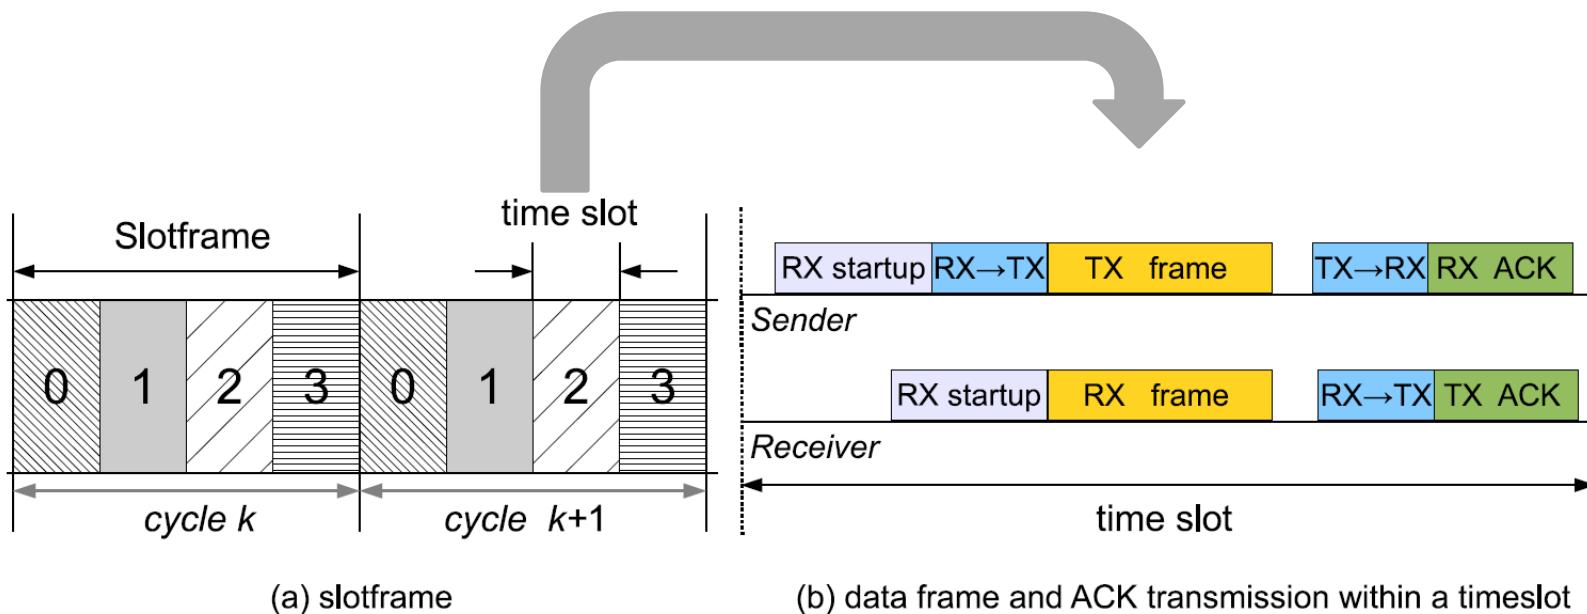 time slot
Slotframe
0 1 2 3 0 1 2 3
cycle k
cycle k+1
(a) slotframe
RX startup RX→TX TX frame TX→RX RX ACK
Sender
RX startup RX frame RX→TX TX ACK
Receiver
time slot
(b) data frame and ACK transmission within a timeslot